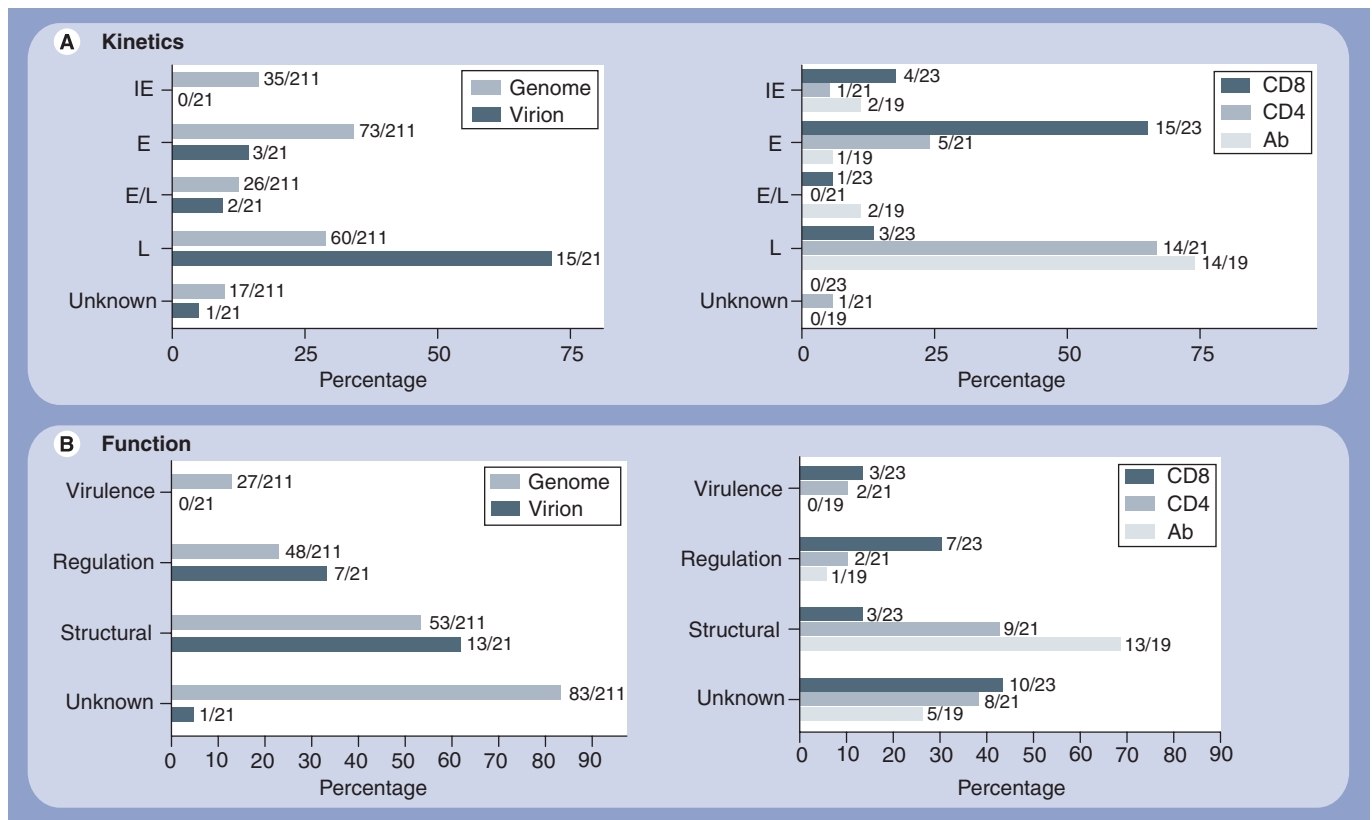 A Kinetics
IE
35/211
0/21
E
73/211
3/21
E/L
26/211
2/21
L
60/211
15/21
Unknown
17/211
1/21
Genome
Virion
0 25 50 75
Percentage
IE
4/23
1/21
2/19
E
15/23
5/21
1/19
E/L
1/23
0/21
2/19
L
3/23
14/21
14/19
Unknown
0/23
1/21
0/19
CD8
CD4
Ab
0 25 50 75
Percentage
B Function
Virulence
27/211
0/21
Regulation
48/211
7/21
Structural
53/211
13/21
Unknown
83/211
1/21
Genome
Virion
0 10 20 30 40 50 60 70 80 90
Percentage
Virulence
3/23
2/21
0/19
Regulation
7/23
2/21
1/19
Structural
3/23
9/21
13/19
Unknown
10/23
8/21
5/19
CD8
CD4
Ab
0 10 20 30 40 50 60 70 80 90
Percentage